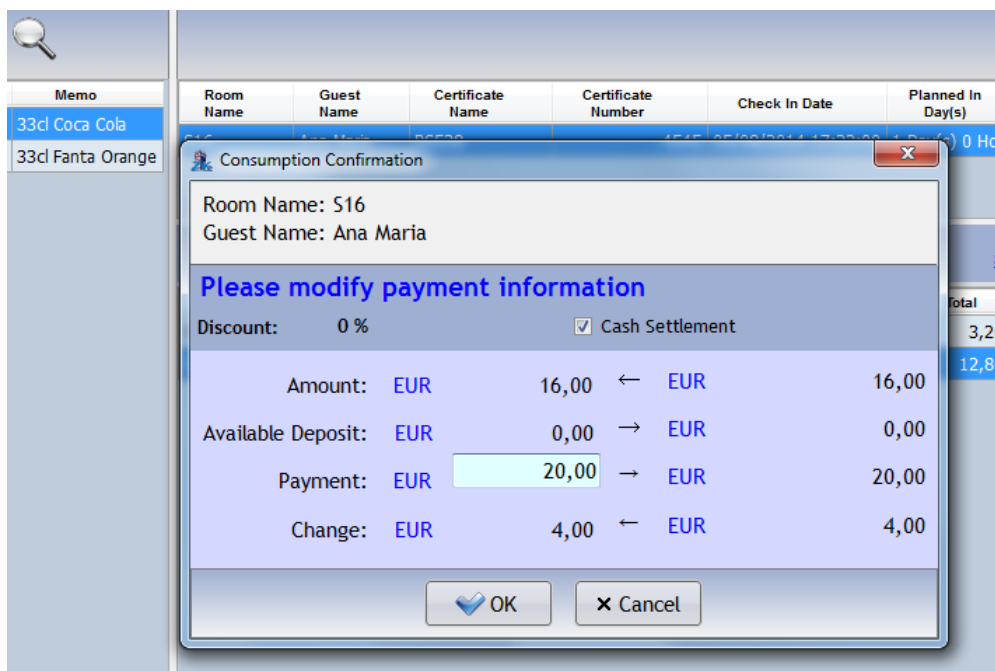 Memo
33cl Coca Cola
33cl Fanta Orange
Room Name
Guest Name
Certificate Name
Certificate Number
Check In Date
Planned In Day(s)
Consumption Confirmation
Room Name: S16
Guest Name: Ana Maria
Please modify payment information
Discount: 0 % Cash Settlement
Amount: EUR 16,00 ← EUR 16,00
Available Deposit: EUR 0,00 → EUR 0,00
Payment: EUR 20,00 → EUR 20,00
Change: EUR 4,00 ← EUR 4,00
OK Cancel
Total